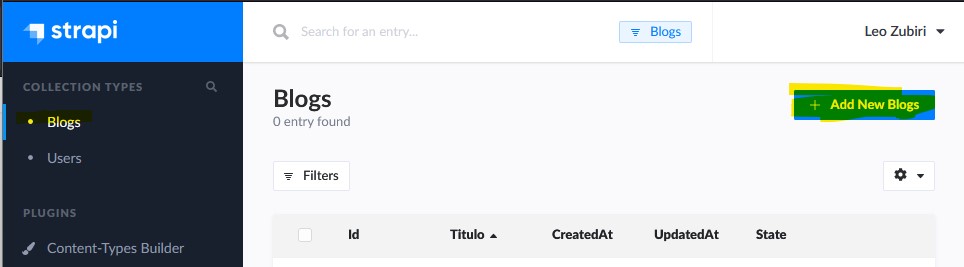 strapi
Search for an entry...
Blogs
Leo Zubiri
COLLECTION TYPES
Blogs
Users
PLUGINS
Content-Types Builder
Blogs
0 entry found
+ Add New Blogs
Filters
Id Titulo CreatedAt UpdatedAt State